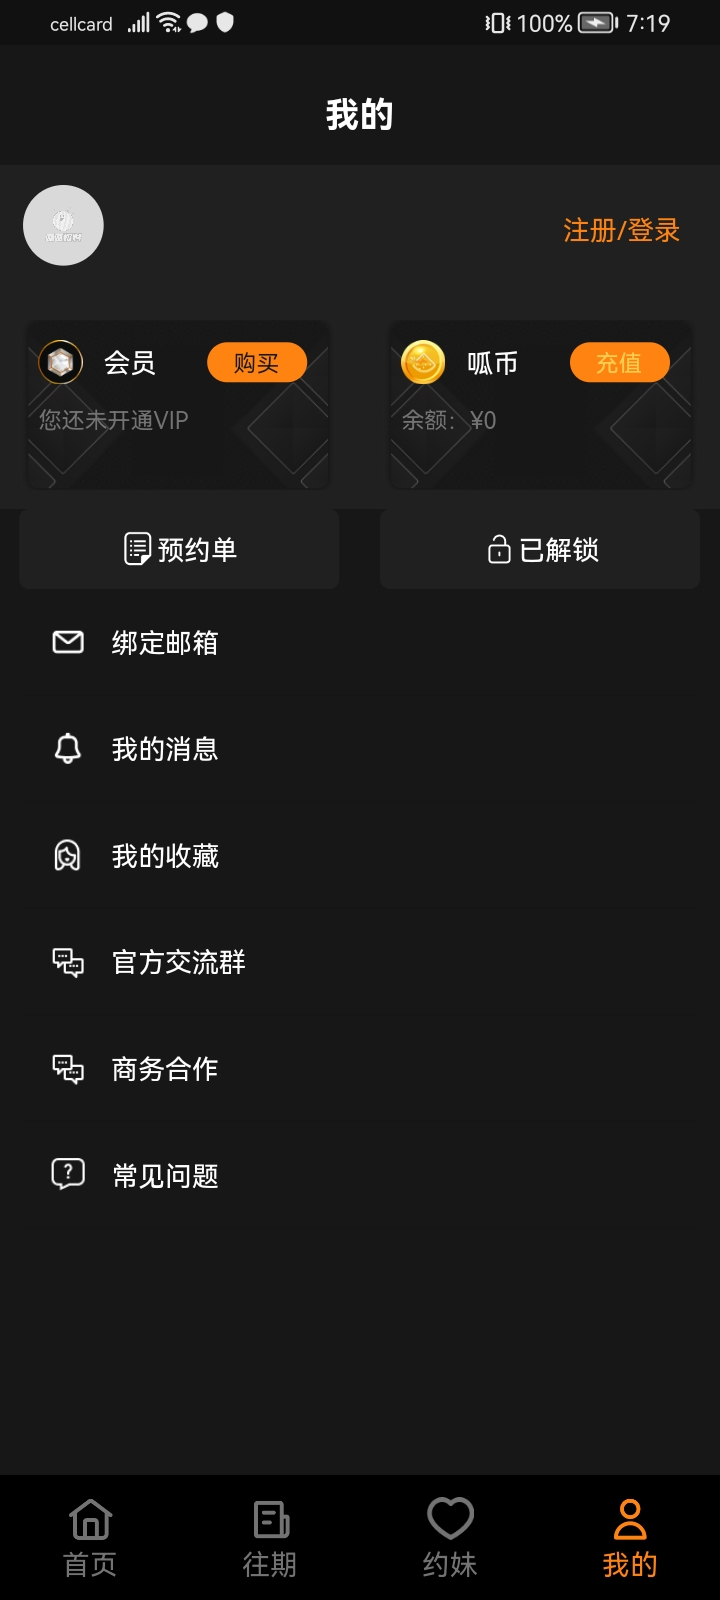 cellcard 100% 7:19
我的
注册/登录
会员 购买
您还未开通VIP
呱币 充值
余额: ¥0
预约单
已解锁
绑定邮箱
我的消息
我的收藏
官方交流群
商务合作
常见问题
首页 往期 约妹 我的